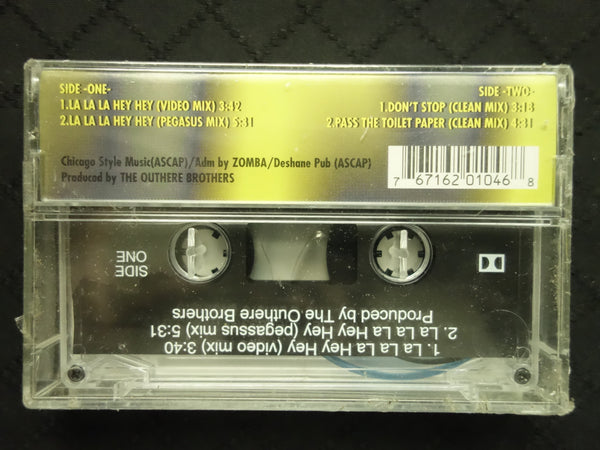 SIDE -ONE-
1.LA LA LA HEY HEY (VIDEO MIX) 3:42
2.LA LA LA HEY HEY (PEGASUS MIX) 5:31
SIDE -TWO-
1.DON'T STOP (CLEAN MIX) 3:13
2.PASS THE TOILET PAPER (CLEAN MIX) 4:31
Chicago Style Music(ASCAP)/Adm by ZOMBA/Deshane Pub (ASCAP)
Produced by THE OUTHERE BROTHERS
7 67162 01046 8
SIDE
ONE
1. La La La Hey Hey (video mix) 3:40
2. La La La Hey Hey (pegassus mix) 5:31
Produced by The Outhere Brothers